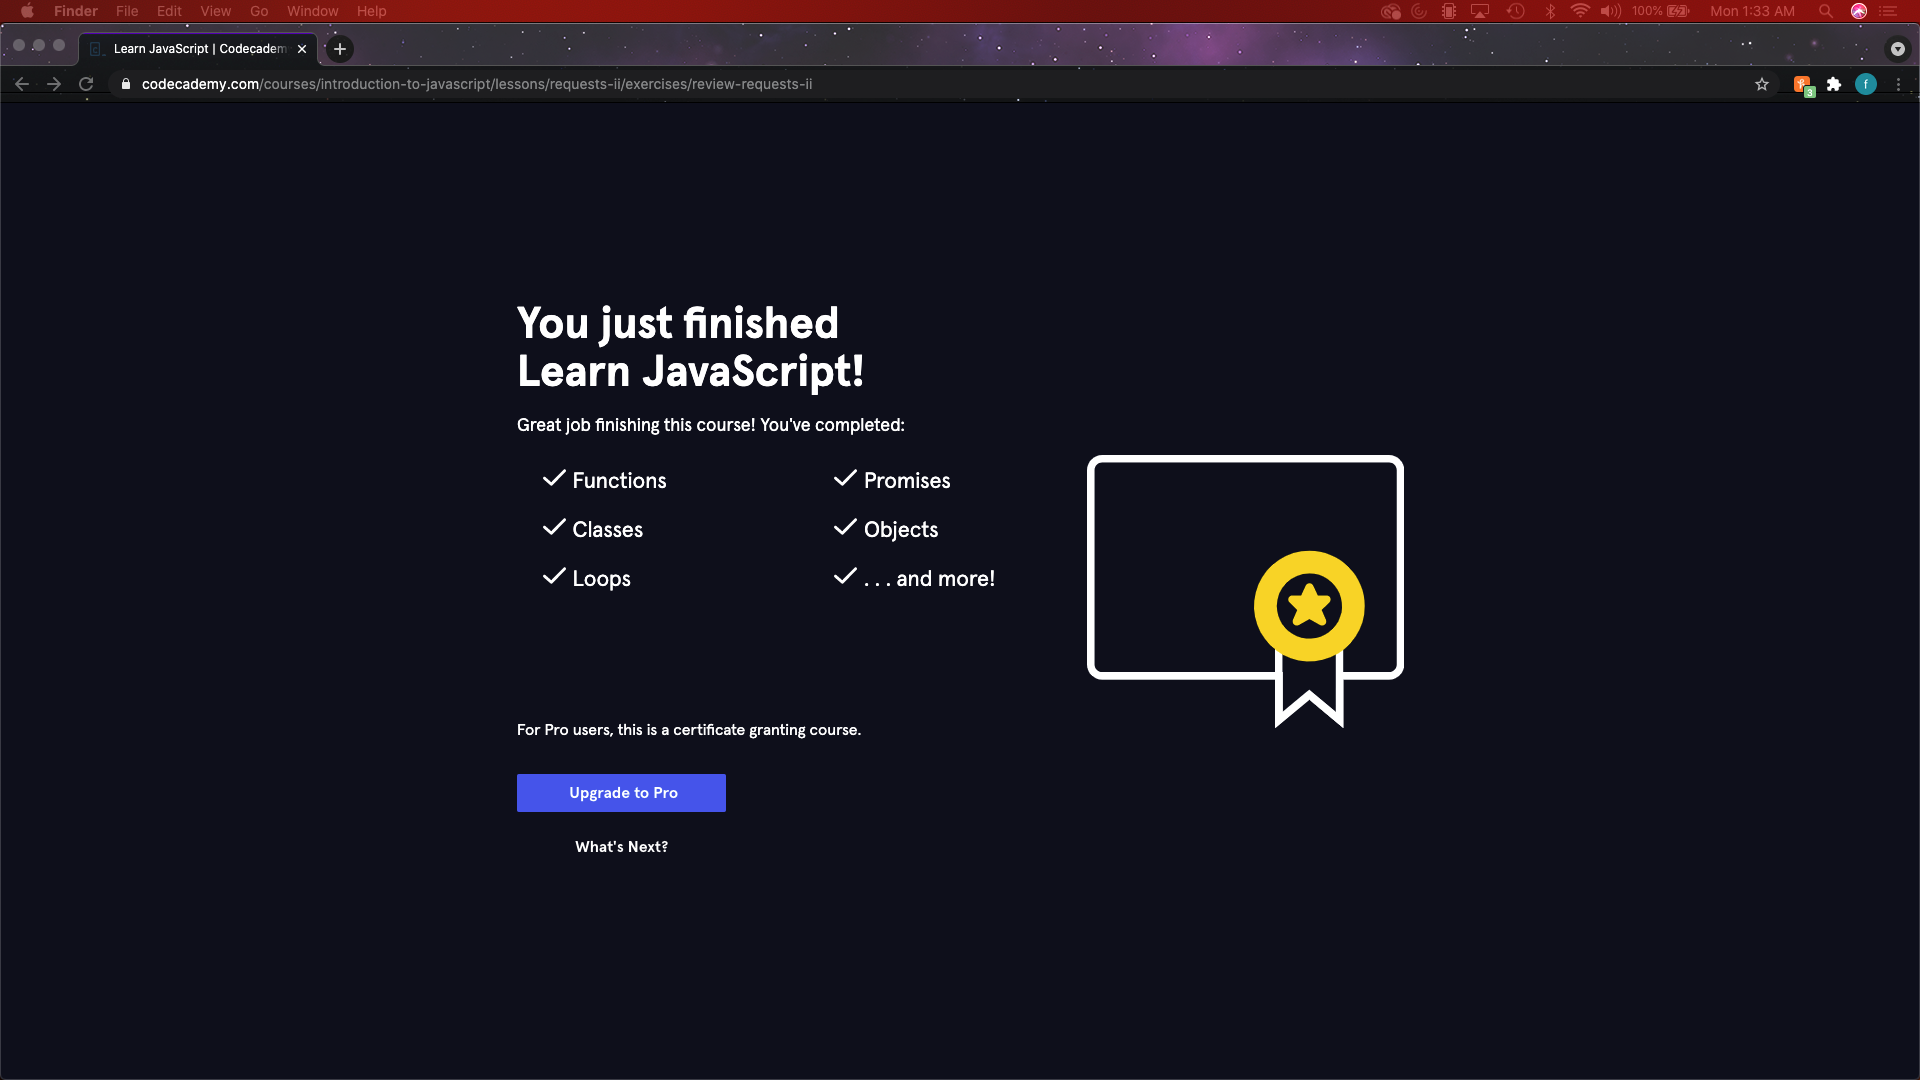 Finder File Edit View Go Window Help 100% Mon 1:33 AM
Learn JavaScript | Codecadem
codecademy.com/courses/introduction-to-javascript/lessons/requests-ii/exercises/review-requests-ii
3
f
You just finished
Learn JavaScript!
Great job finishing this course! You've completed:
Functions
Promises
Classes
Objects
Loops
. . . and more!
For Pro users, this is a certificate granting course.
Upgrade to Pro
What's Next?